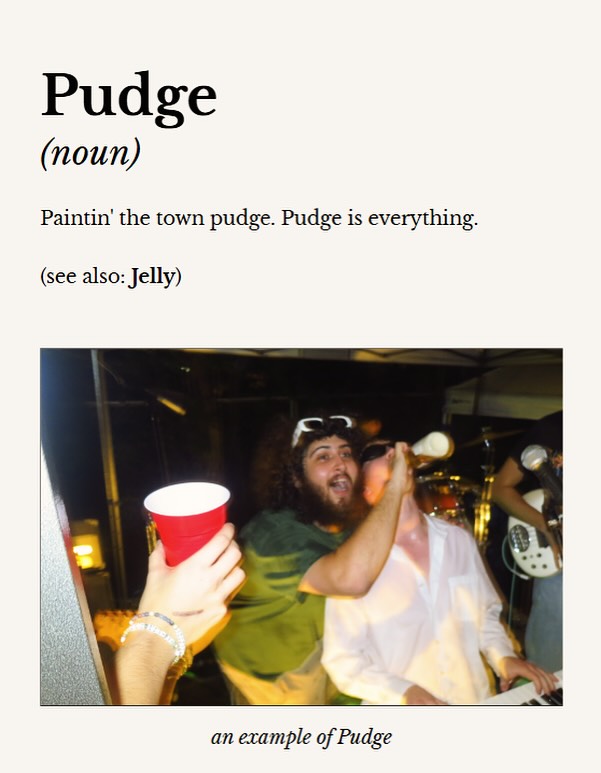 Pudge
(noun)
Paintin' the town pudge. Pudge is everything.
(see also: Jelly)
an example of Pudge